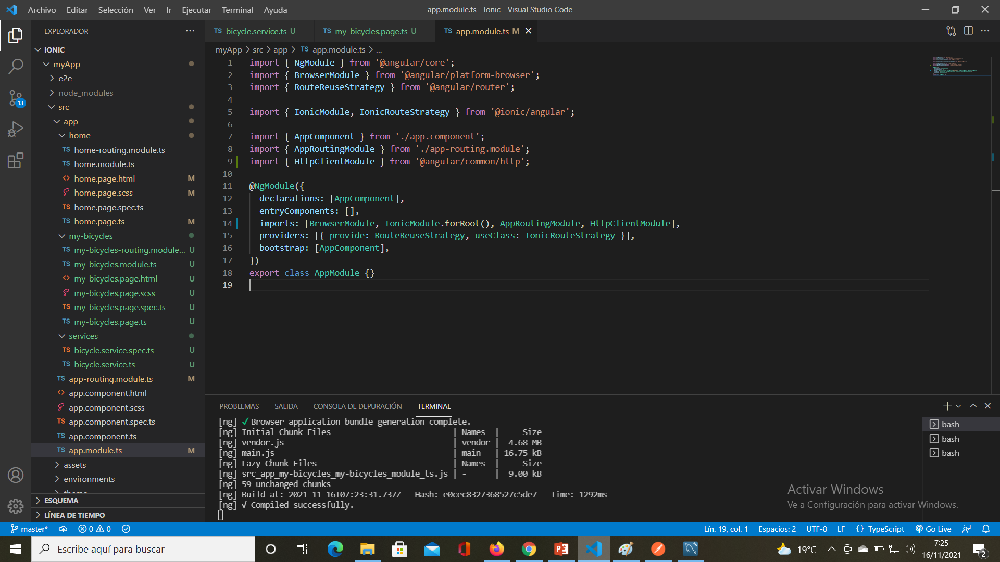 Archivo Editar Selección Ver Ir Ejecutar Terminal Ayuda
app.module.ts - Ionic - Visual Studio Code
EXPLORADOR
IONIC
myApp
e2e
node_modules
src
app
home
TS home-routing.module.ts
TS home.module.ts
<> home.page.html M
home.page.scss M
TS home.page.spec.ts
TS home.page.ts M
my-bicycles
TS my-bicycles-routing.module... U
TS my-bicycles.module.ts U
<> my-bicycles.page.html U
my-bicycles.page.scss U
TS my-bicycles.page.spec.ts U
TS my-bicycles.page.ts U
services
TS bicycle.service.spec.ts U
TS bicycle.service.ts U
TS app-routing.module.ts M
<> app.component.html
app.component.scss
TS app.component.spec.ts
TS app.component.ts
TS app.module.ts M
assets
environments
theme
ESQUEMA
LÍNEA DE TIEMPO
13
TS bicycle.service.ts U
TS my-bicycles.page.ts U
TS app.module.ts M
myApp > src > app > TS app.module.ts > ...
1 import { NgModule } from '@angular/core';
2 import { BrowserModule } from '@angular/platform-browser';
3 import { RouteReuseStrategy } from '@angular/router';
4
5 import { IonicModule, IonicRouteStrategy } from '@ionic/angular';
6
7 import { AppComponent } from './app.component';
8 import { AppRoutingModule } from './app-routing.module';
9 import { HttpClientModule } from '@angular/common/http';
10
11 @NgModule({
12 declarations: [AppComponent],
13 entryComponents: [],
14 imports: [BrowserModule, IonicModule.forRoot(), AppRoutingModule, HttpClientModule],
15 providers: [{ provide: RouteReuseStrategy, useClass: IonicRouteStrategy }],
16 bootstrap: [AppComponent],
17 })
18 export class AppModule {}
19
PROBLEMAS SALIDA CONSOLA DE DEPURACIÓN TERMINAL
[ng] ✓ Browser application bundle generation complete.
[ng] Initial Chunk Files | Names | Size
[ng] vendor.js | vendor | 4.68 MB
[ng] main.js | main | 16.75 kB
[ng] Lazy Chunk Files | Names | Size
[ng] src_app_my-bicycles_my-bicycles_module_ts.js | - | 9.00 kB
[ng] 59 unchanged chunks
[ng] Build at: 2021-11-16T07:23:31.737Z - Hash: e0cec8327368527c5de7 - Time: 1292ms
[ng] √ Compiled successfully.
bash
bash
bash
Activar Windows
Ve a Configuración para activar Windows.
master* 0 0
Lín. 19, col. 1 Espacios: 2 UTF-8 LF {} TypeScript Go Live
Escribe aquí para buscar
19°C
7:25
16/11/2021
2